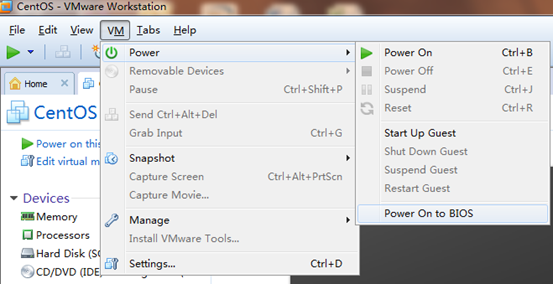 CentOS - VMware Workstation
File Edit View VM Tabs Help
Home
CentOS
Power on this
Edit virtual m
Devices
Memory
Processors
Hard Disk (SC
CD/DVD (IDE)
Power
Removable Devices
Pause Ctrl+Shift+P
Send Ctrl+Alt+Del
Grab Input Ctrl+G
Snapshot
Capture Screen Ctrl+Alt+PrtScn
Capture Movie...
Manage
Install VMware Tools...
Settings... Ctrl+D
Power On Ctrl+B
Power Off Ctrl+E
Suspend Ctrl+J
Reset Ctrl+R
Start Up Guest
Shut Down Guest
Suspend Guest
Restart Guest
Power On to BIOS